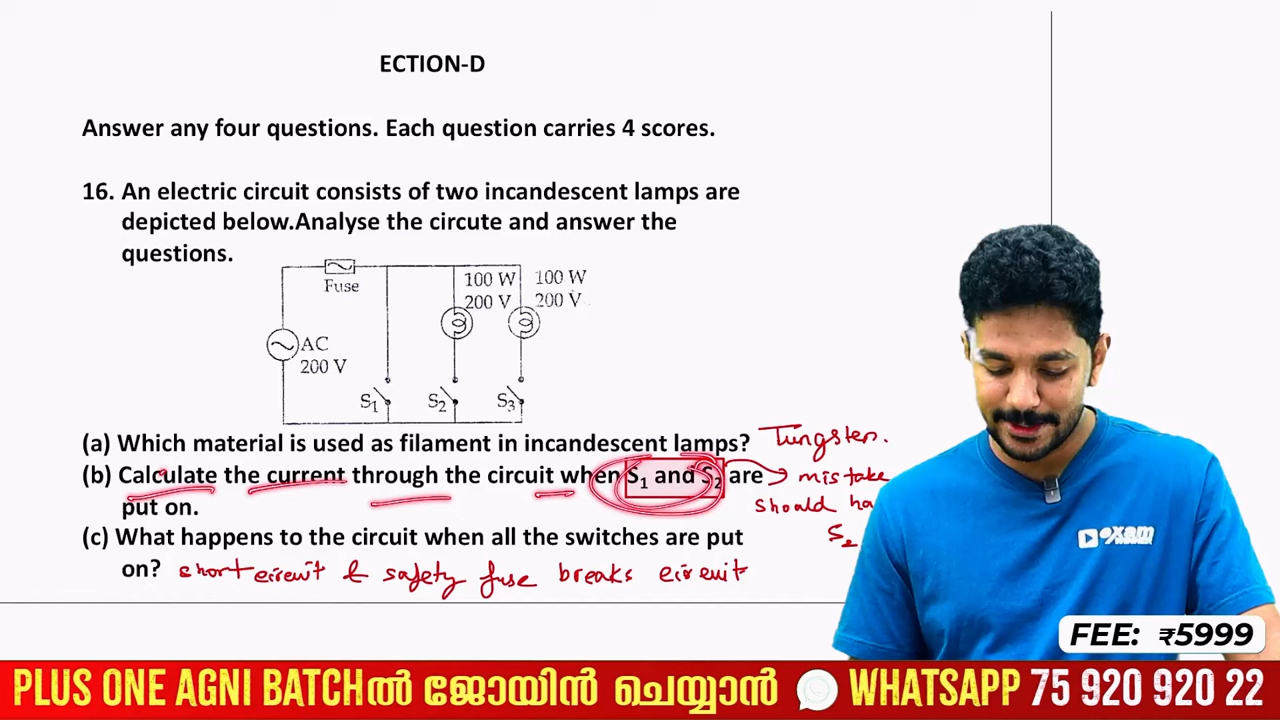 ECTION-D
Answer any four questions. Each question carries 4 scores.
16. An electric circuit consists of two incandescent lamps are
depicted below.Analyse the circute and answer the
questions.
Fuse
100 W
200 V
100 W
200 V
AC
200 V
S1
S2
S3
(a) Which material is used as filament in incandescent lamps?
Tungsten.
(b) Calculate the current through the circuit when S1 and S2 are
put on.
mistake
should ha
S2
(c) What happens to the circuit when all the switches are put
on? short circuit & safety fuse breaks circuit
exam
FEE: ₹5999
PLUS ONE AGNI BATCHൽ ജോയിൻ ചെയ്യാൻ WHATSAPP 75 920 920 22